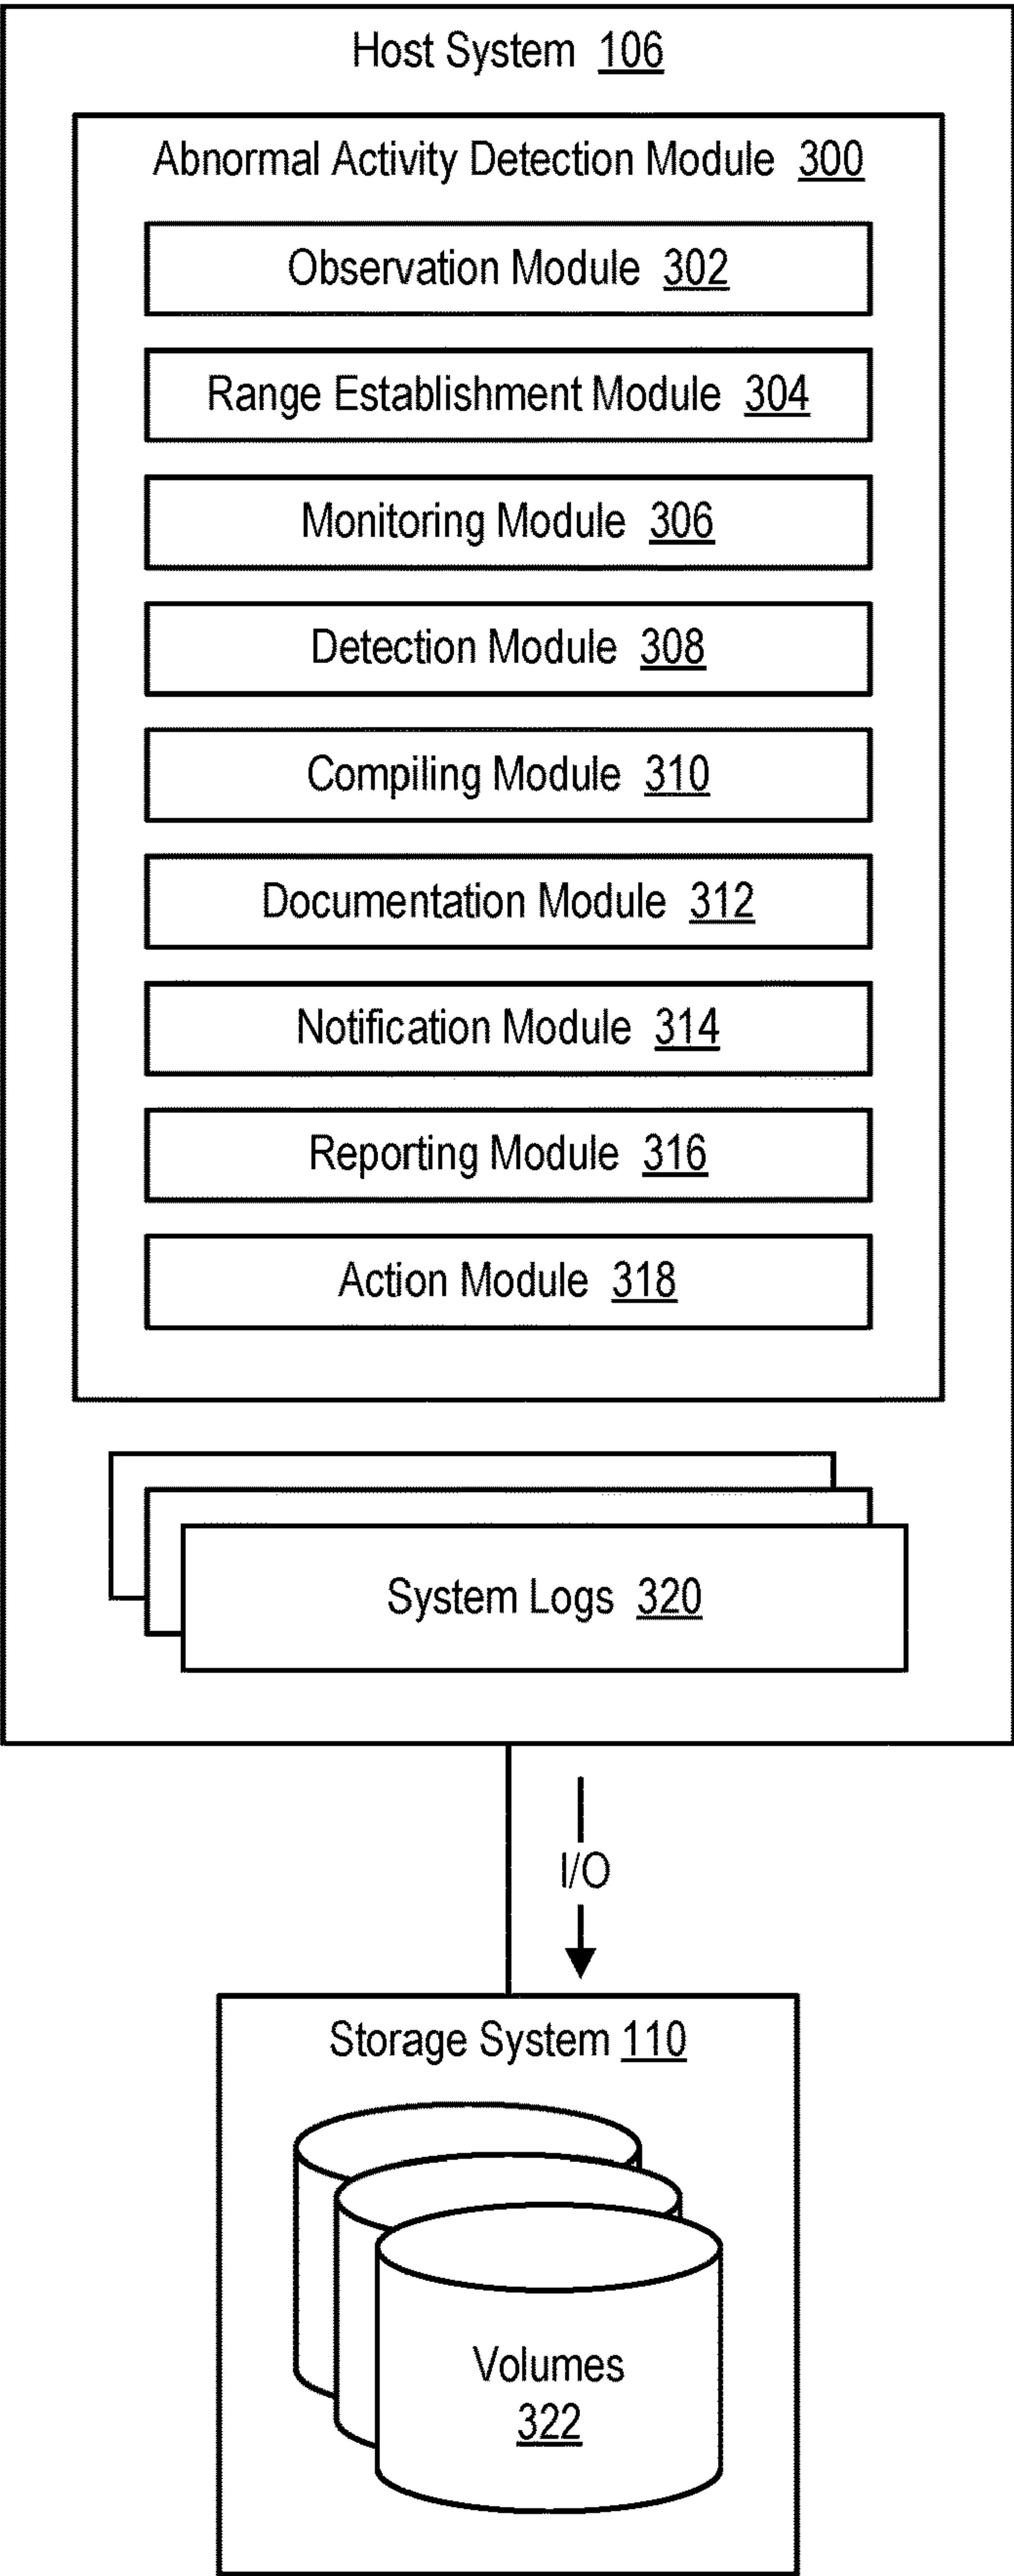 Host System 106
Abnormal Activity Detection Module 300
Observation Module 302
Range Establishment Module 304
Monitoring Module 306
Detection Module 308
Compiling Module 310
Documentation Module 312
Notification Module 314
Reporting Module 316
Action Module 318
System Logs 320
I/O
Storage System 110
Volumes
322